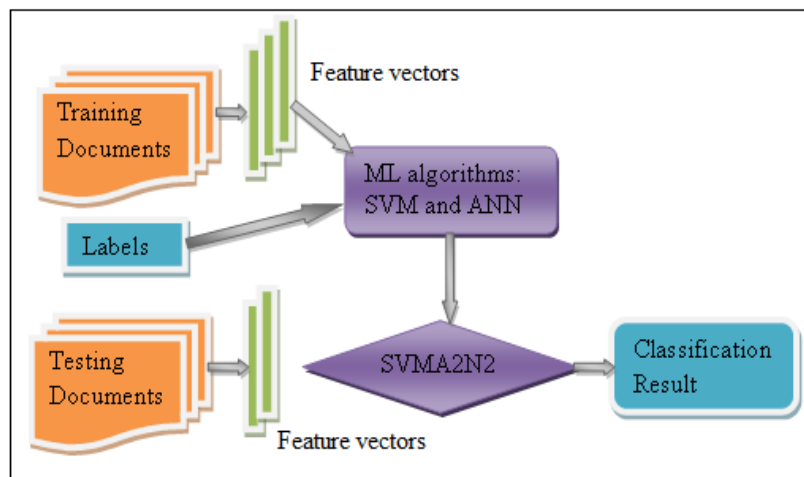 Feature vectors
Training
Documents
ML algorithms:
SVM and ANN
Labels
Testing
Documents
SVMA2N2
Classification
Result
Feature vectors